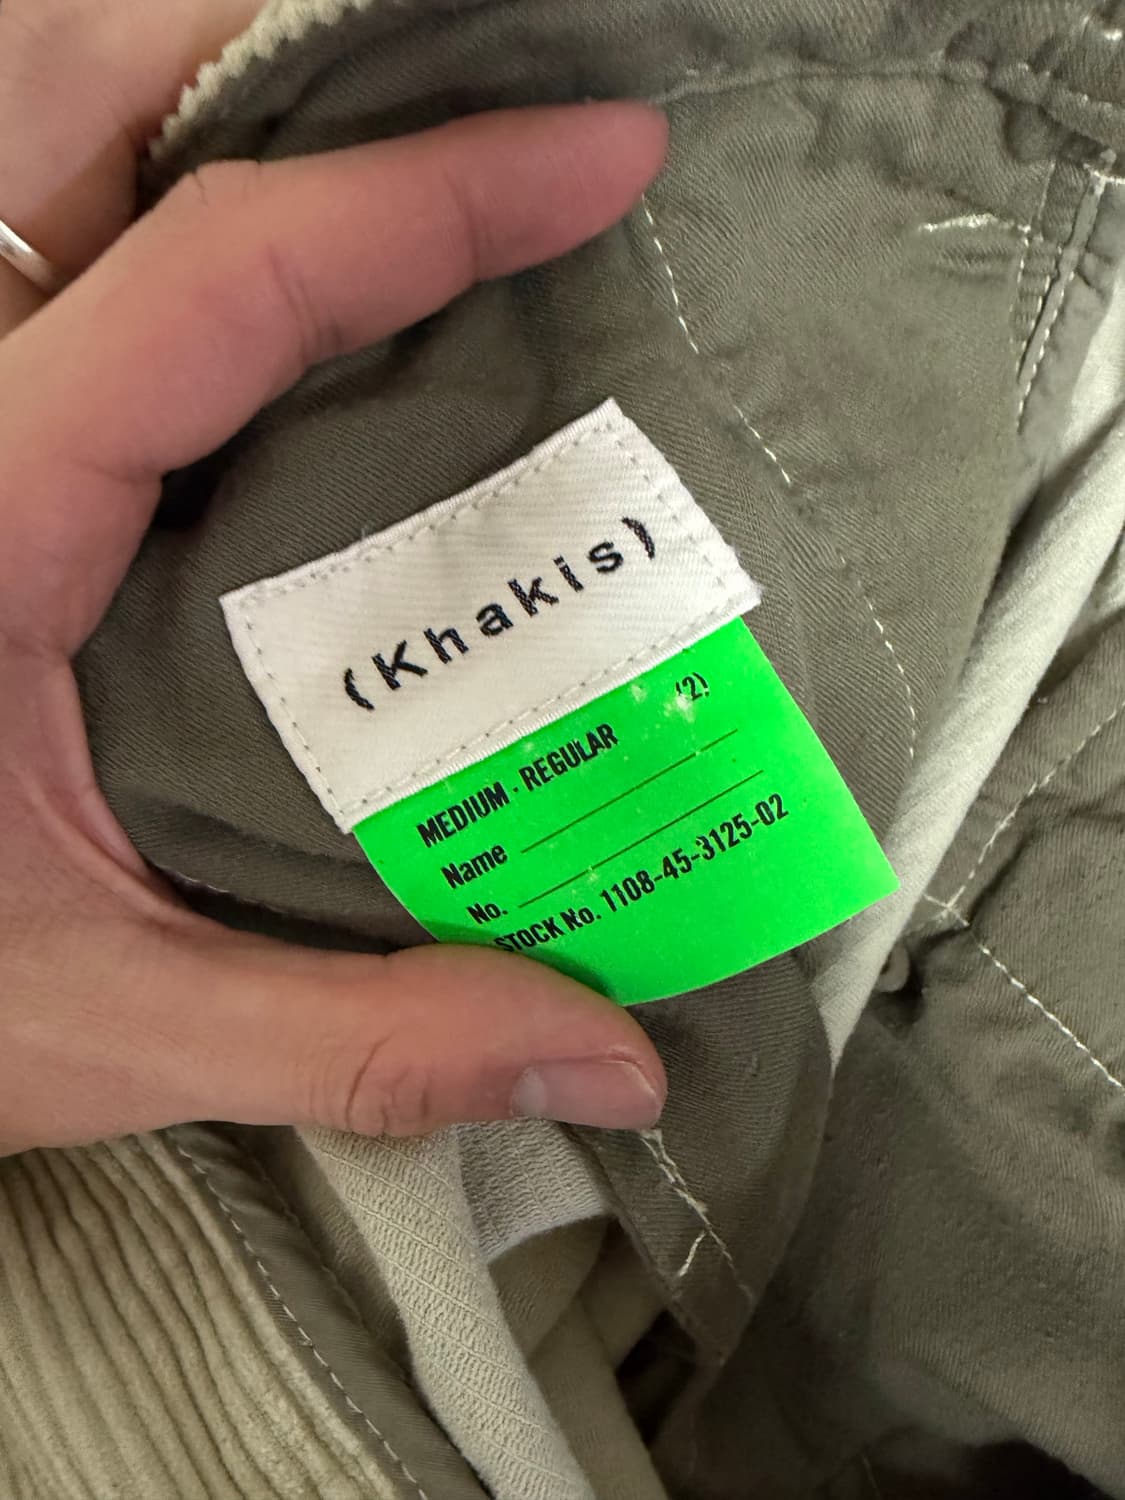 (Khakis)
MEDIUM - REGULAR (2)
Name
No.
STOCK No. 1108-45-3125-02